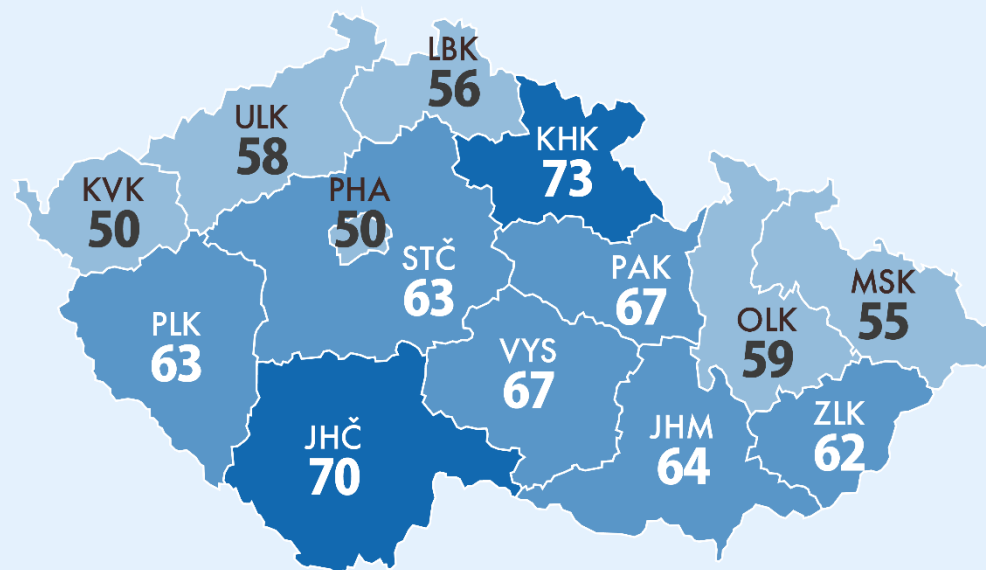 LBK
56
ULK
58
KHK
73
KVK
50
PHA
50
STČ
63
PAK
67
MSK
55
PLK
63
OLK
59
VYS
67
ZLK
62
JHČ
70
JHM
64